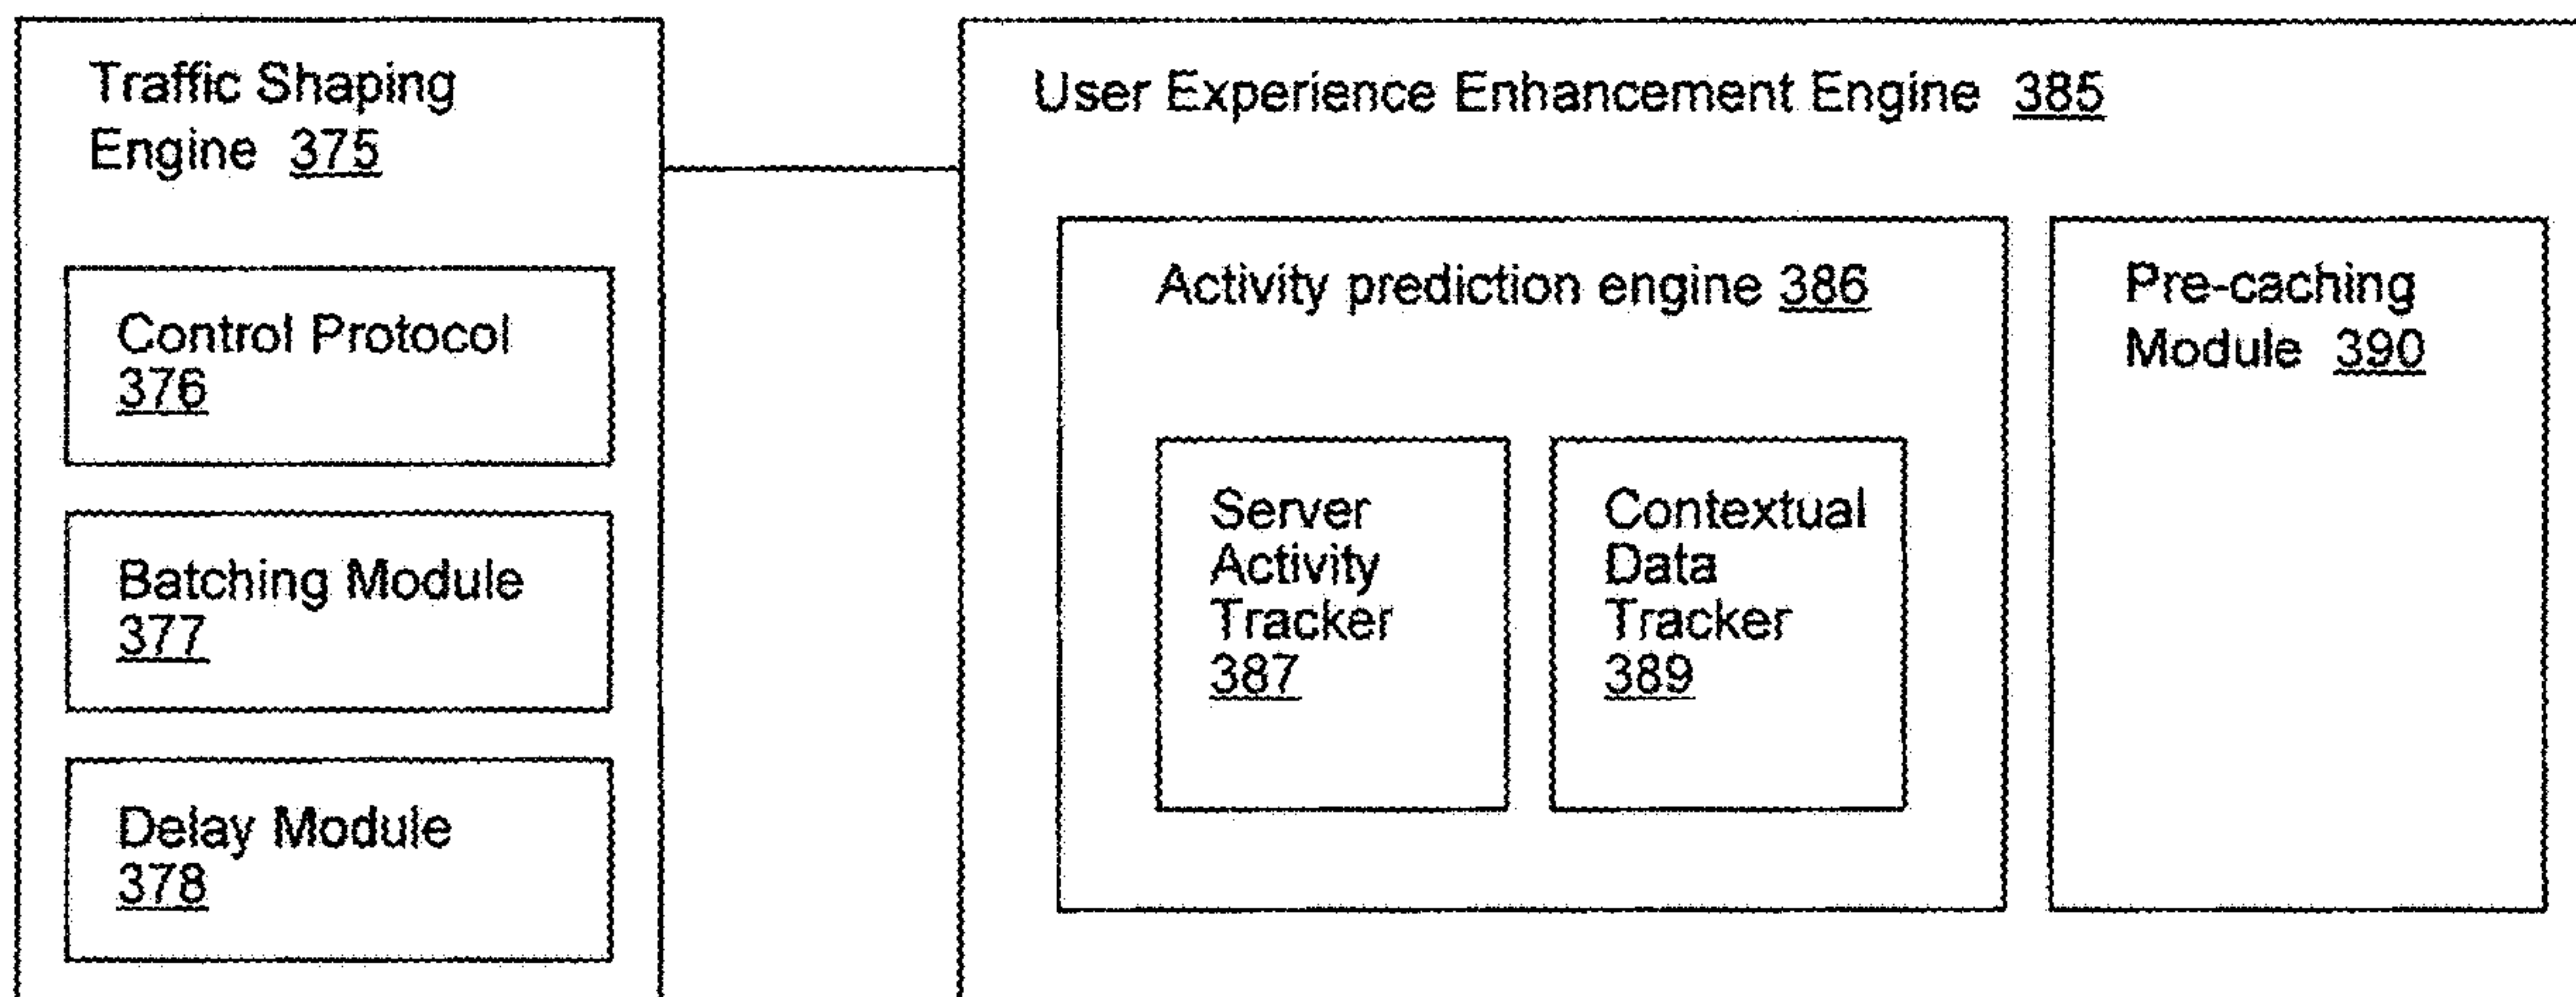 Traffic Shaping
Engine 375
Control Protocol
376
Batching Module
377
Delay Module
378
User Experience Enhancement Engine 385
Activity prediction engine 386
Server
Activity
Tracker
387
Contextual
Data
Tracker
389
Pre-caching
Module 390